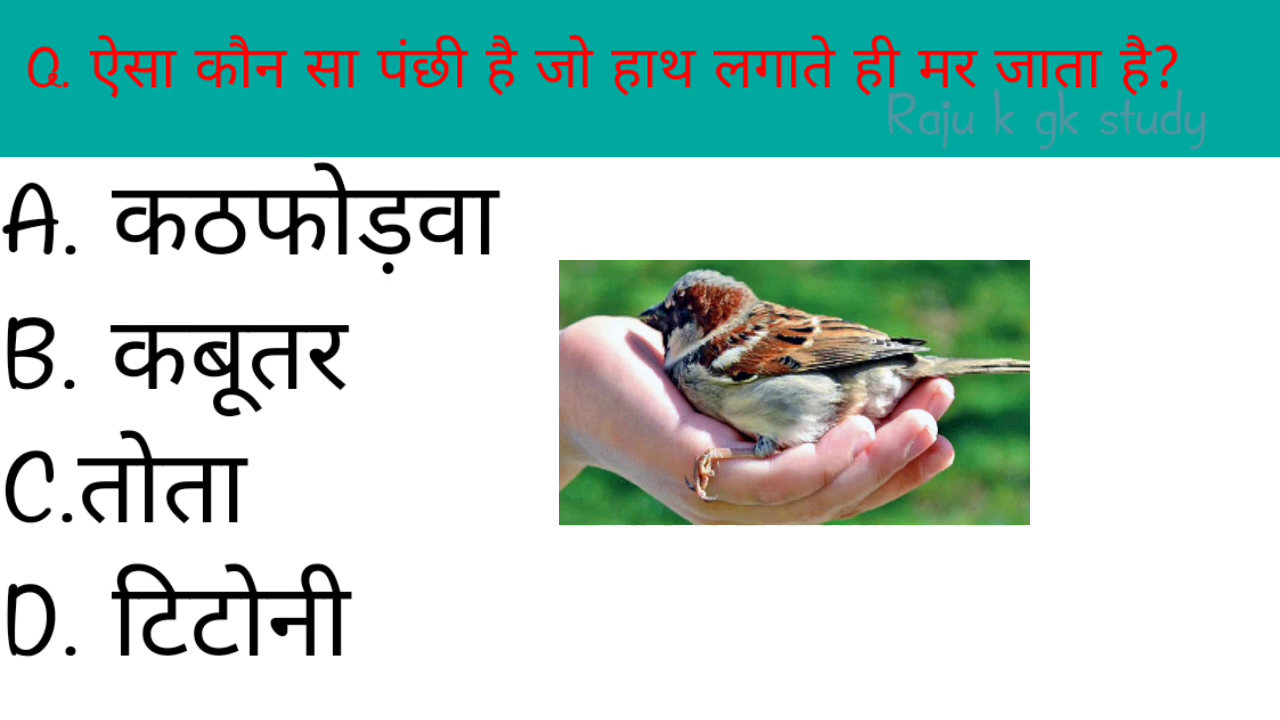 Q. ऐसा कौन सा पंछी है जो हाथ लगाते ही मर जाता है?
Raju k gk study
A. कठफोड़वा
B. कबूतर
C.तोता
D. टिटोनी